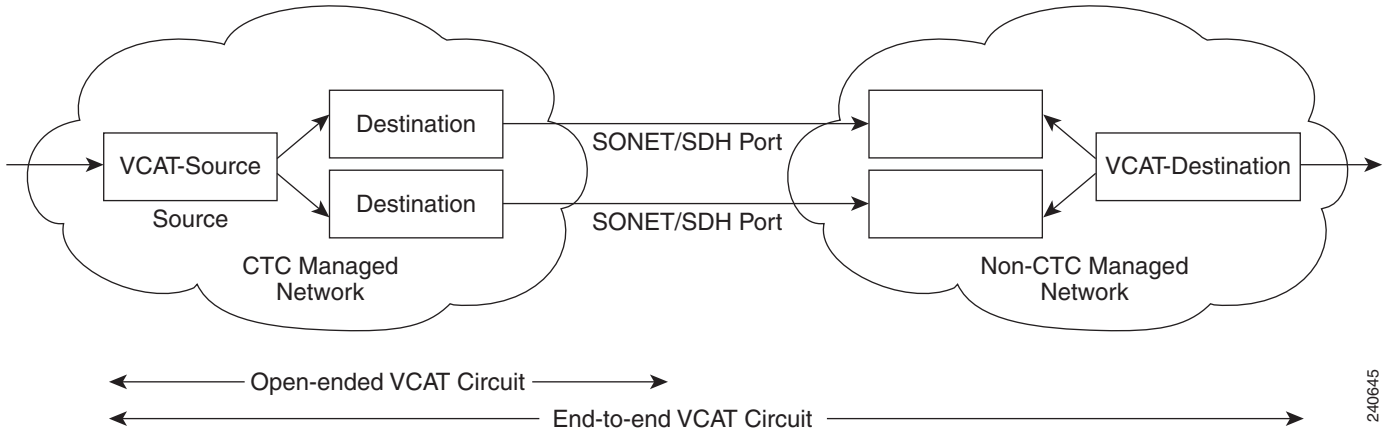 Destination
SONET/SDH Port
VCAT-Source
VCAT-Destination
Source
Destination
SONET/SDH Port
CTC Managed
Network
Non-CTC Managed
Network
Open-ended VCAT Circuit
End-to-end VCAT Circuit
240645